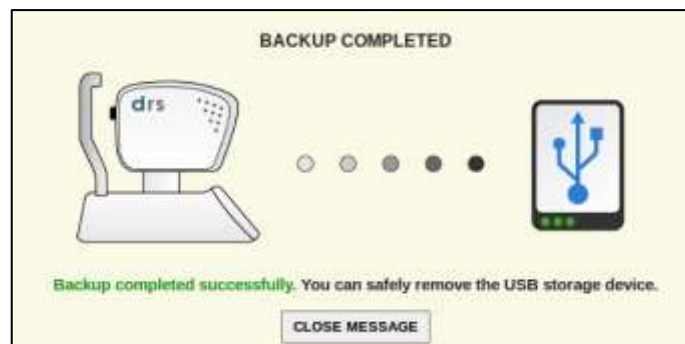 BACKUP COMPLETED
drs
Backup completed successfully. You can safely remove the USB storage device.
CLOSE MESSAGE